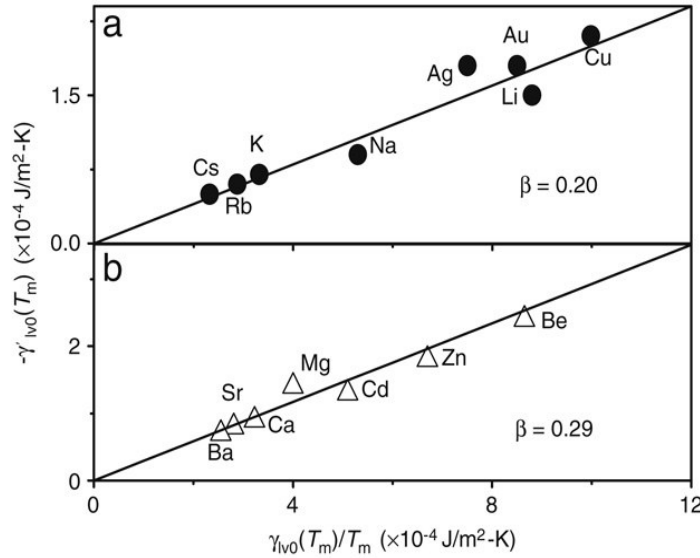 a
Au
Ag
Cu
1.5
Li
K
Na
Cs
Rb
β = 0.20
0.0
b
-γ′lv0(Tm) (×10-4 J/m2-K)
Be
2
Mg
Zn
Sr
Cd
Ca
β = 0.29
Ba
0
0 4 8 12
γlv0(Tm)/Tm (×10-4 J/m2-K)